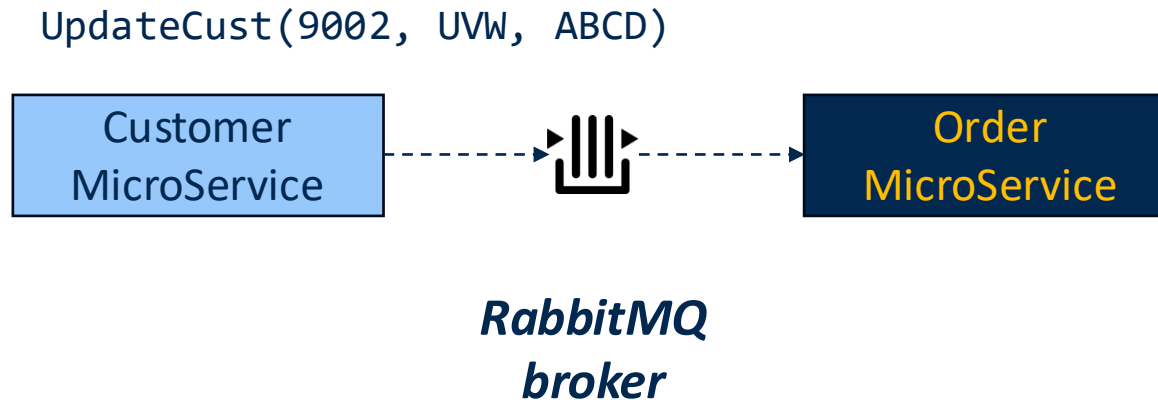 UpdateCust(9002, UVW, ABCD)
Customer
MicroService
Order
MicroService
RabbitMQ
broker